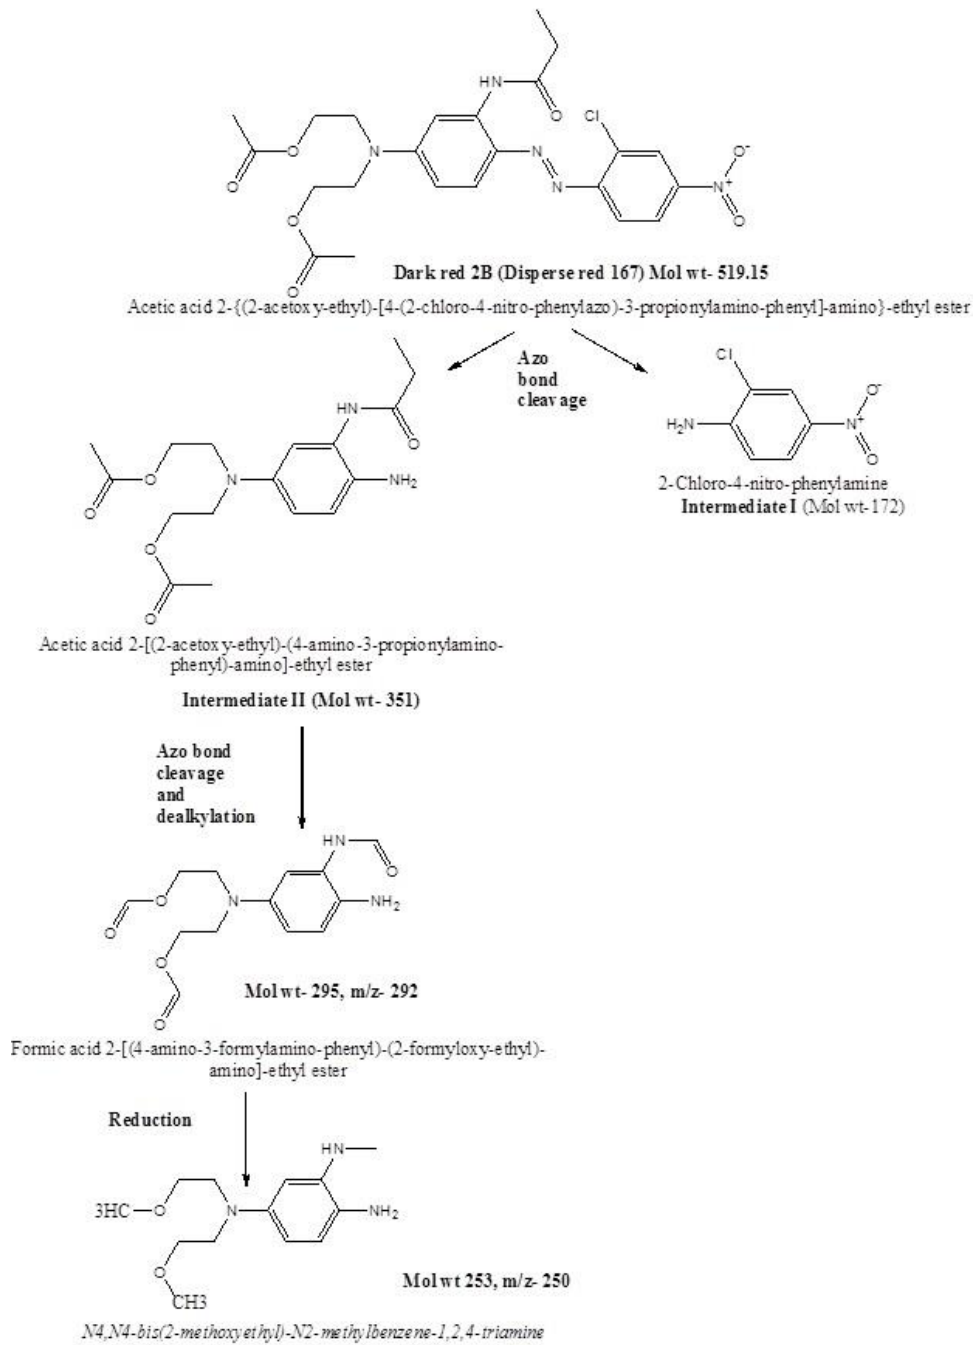 HN
O
Cl
O
O
N
N
N
N+
O-
O
O
O
Dark red 2B (Disperse red 167) Mol wt- 519.15
Acetic acid 2-{(2-acetoxy-ethyl)-[4-(2-chloro-4-nitro-phenylazo)-3-propionylamino-phenyl]-amino}-ethyl ester
Azo
bond
cleavage
HN
O
O
O
N
NH2
O
O
Cl
H2N
N+
O-
O
2-Chloro-4-nitro-phenylamine
Intermediate I (Mol wt-172)
Acetic acid 2-[(2-acetoxy-ethyl)-(4-amino-3-propionylamino-
phenyl)-amino]-ethyl ester
Intermediate II (Mol wt- 351)
Azo bond
cleavage
and
dealkylation
HN
O
O
O
N
NH2
O
O
Mol wt- 295, m/z- 292
Formic acid 2-[(4-amino-3-formylamino-phenyl)-(2-formyloxy-ethyl)-
amino]-ethyl ester
Reduction
HN
3HC
O
N
NH2
O
CH3
Mol wt 253, m/z- 250
N4,N4-bis(2-methoxyethyl)-N2-methylbenzene-1,2,4-triamine